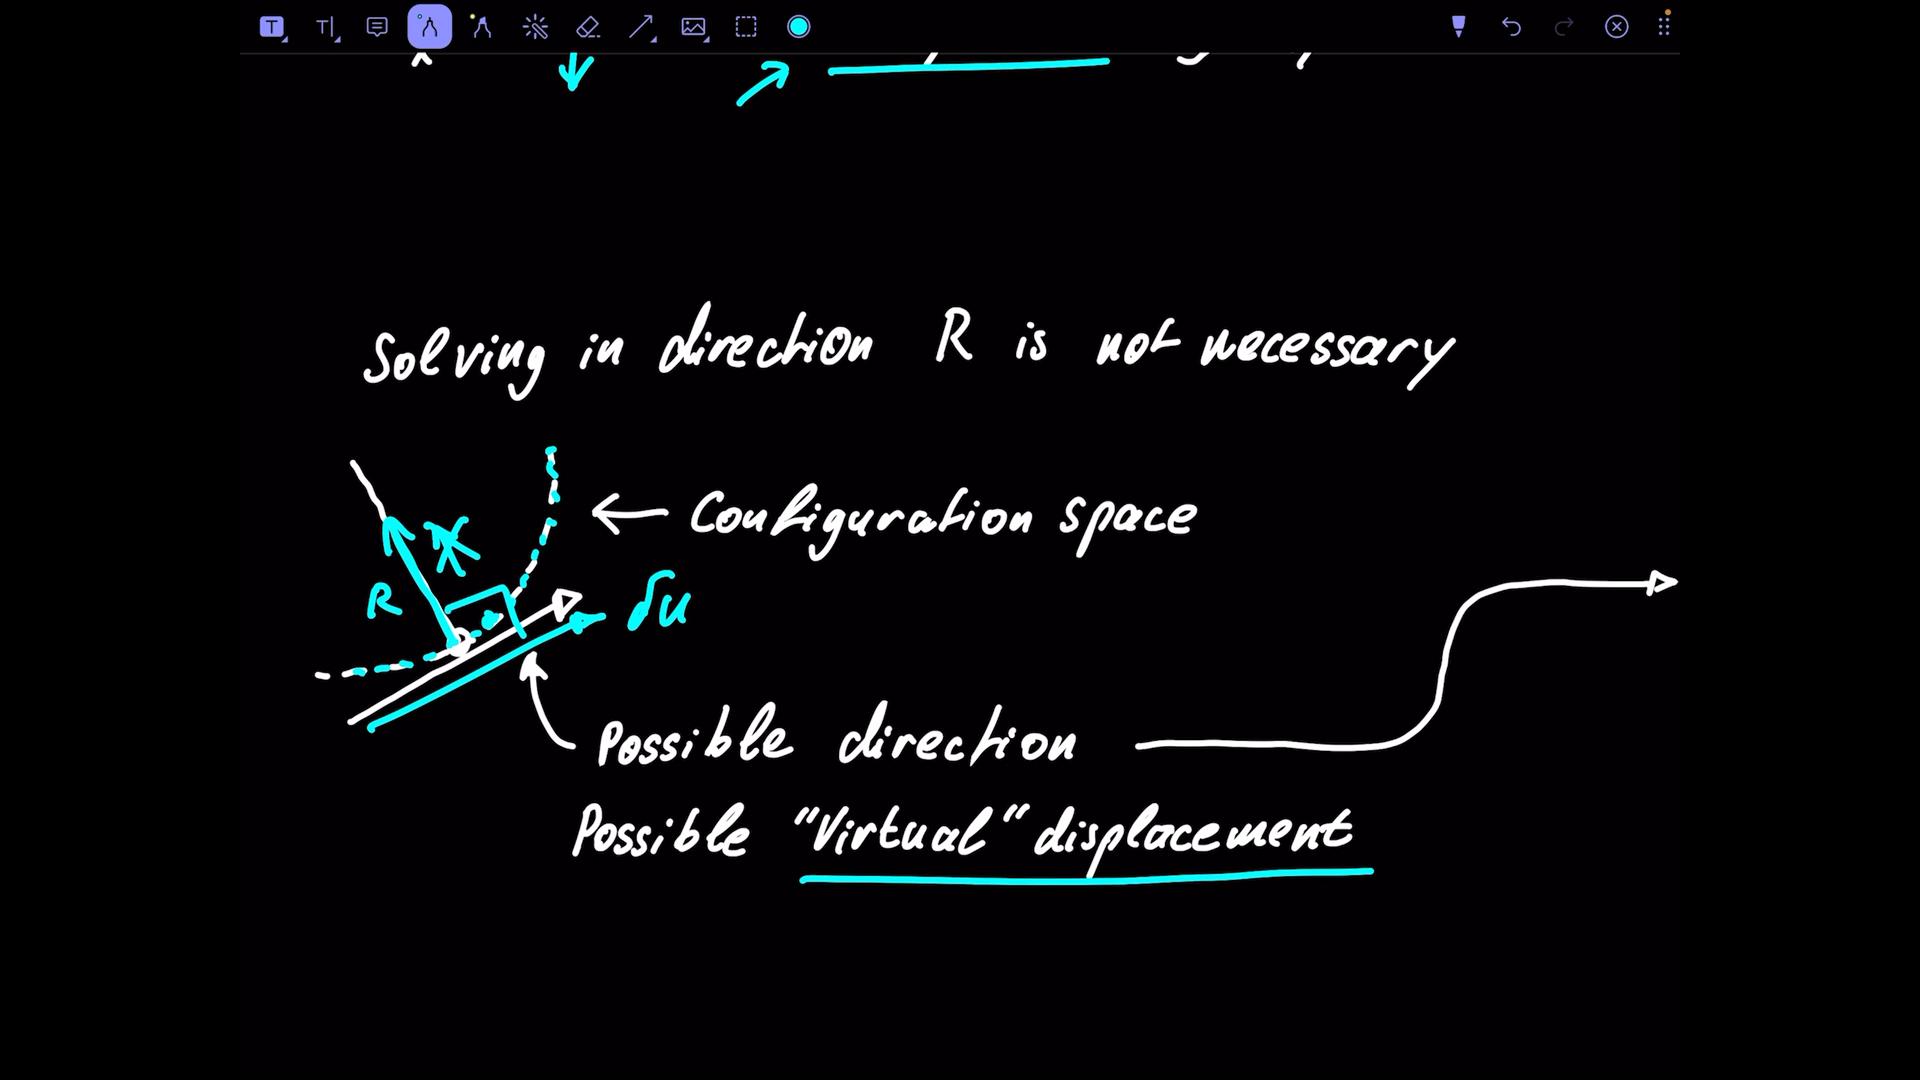 Solving in direction R is not necessary
← Configuration space
R
δu
Possible direction
Possible "Virtual" displacement